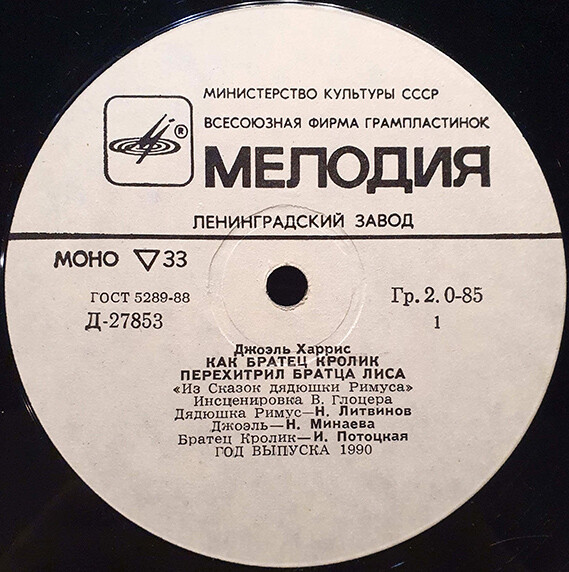 МИНИСТЕРСТВО КУЛЬТУРЫ СССР
ВСЕСОЮЗНАЯ ФИРМА ГРАМПЛАСТИНОК
®
МЕЛОДИЯ
ЛЕНИНГРАДСКИЙ ЗАВОД
МОНО ▽ 33
ГОСТ 5289-88
Гр. 2. 0-85
Д-27853
1
Джоэль Харрис
КАК БРАТЕЦ КРОЛИК
ПЕРЕХИТРИЛ БРАТЦА ЛИСА
«Из Сказок дядюшки Римуса»
Инсценировка В. Глоцера
Дядюшка Римус—Н. Литвинов
Джоэль—Н. Минаева
Братец Кролик—И. Потоцкая
ГОД ВЫПУСКА 1990